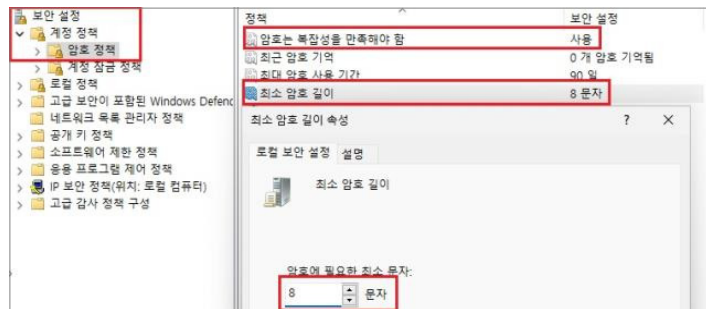 보안 설정
계정 정책
암호 정책
계정 잠금 정책
로컬 정책
고급 보안이 포함된 Windows Defenc
네트워크 목록 관리자 정책
공개 키 정책
소프트웨어 제한 정책
응용 프로그램 제어 정책
IP 보안 정책(위치: 로컬 컴퓨터)
고급 감사 정책 구성
정책 보안 설정
암호는 복잡성을 만족해야 함 사용
최근 암호 기억 0 개 암호 기억됨
최대 암호 사용 기간 90 일
최소 암호 길이 8 문자
최소 암호 길이 속성 ? ×
로컬 보안 설정 설명
최소 암호 길이
암호에 필요한 최소 문자:
8 문자